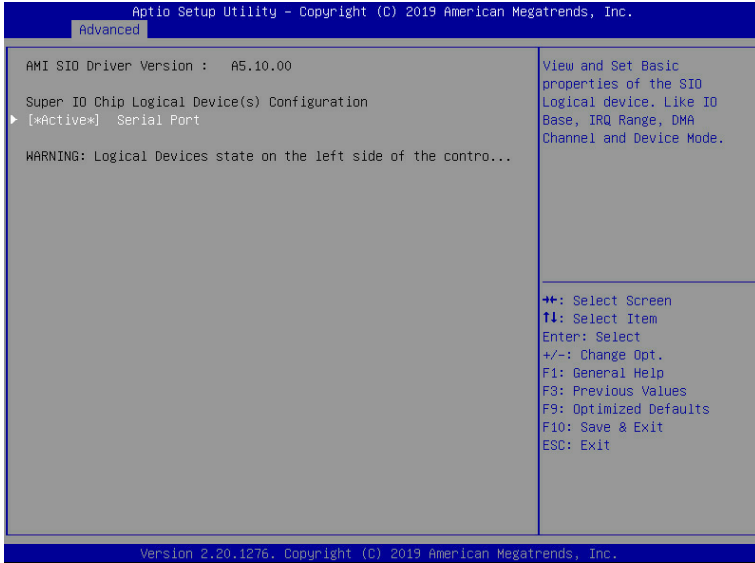 Aptio Setup Utility – Copyright (C) 2019 American Megatrends, Inc.
Advanced
AMI SIO Driver Version : A5.10.00
Super IO Chip Logical Device(s) Configuration
[*Active*] Serial Port
WARNING: Logical Devices state on the left side of the contro...
View and Set Basic
properties of the SIO
Logical device. Like IO
Base, IRQ Range, DMA
Channel and Device Mode.
→←: Select Screen
↑↓: Select Item
Enter: Select
+/-: Change Opt.
F1: General Help
F3: Previous Values
F9: Optimized Defaults
F10: Save & Exit
ESC: Exit
Version 2.20.1276. Copyright (C) 2019 American Megatrends, Inc.